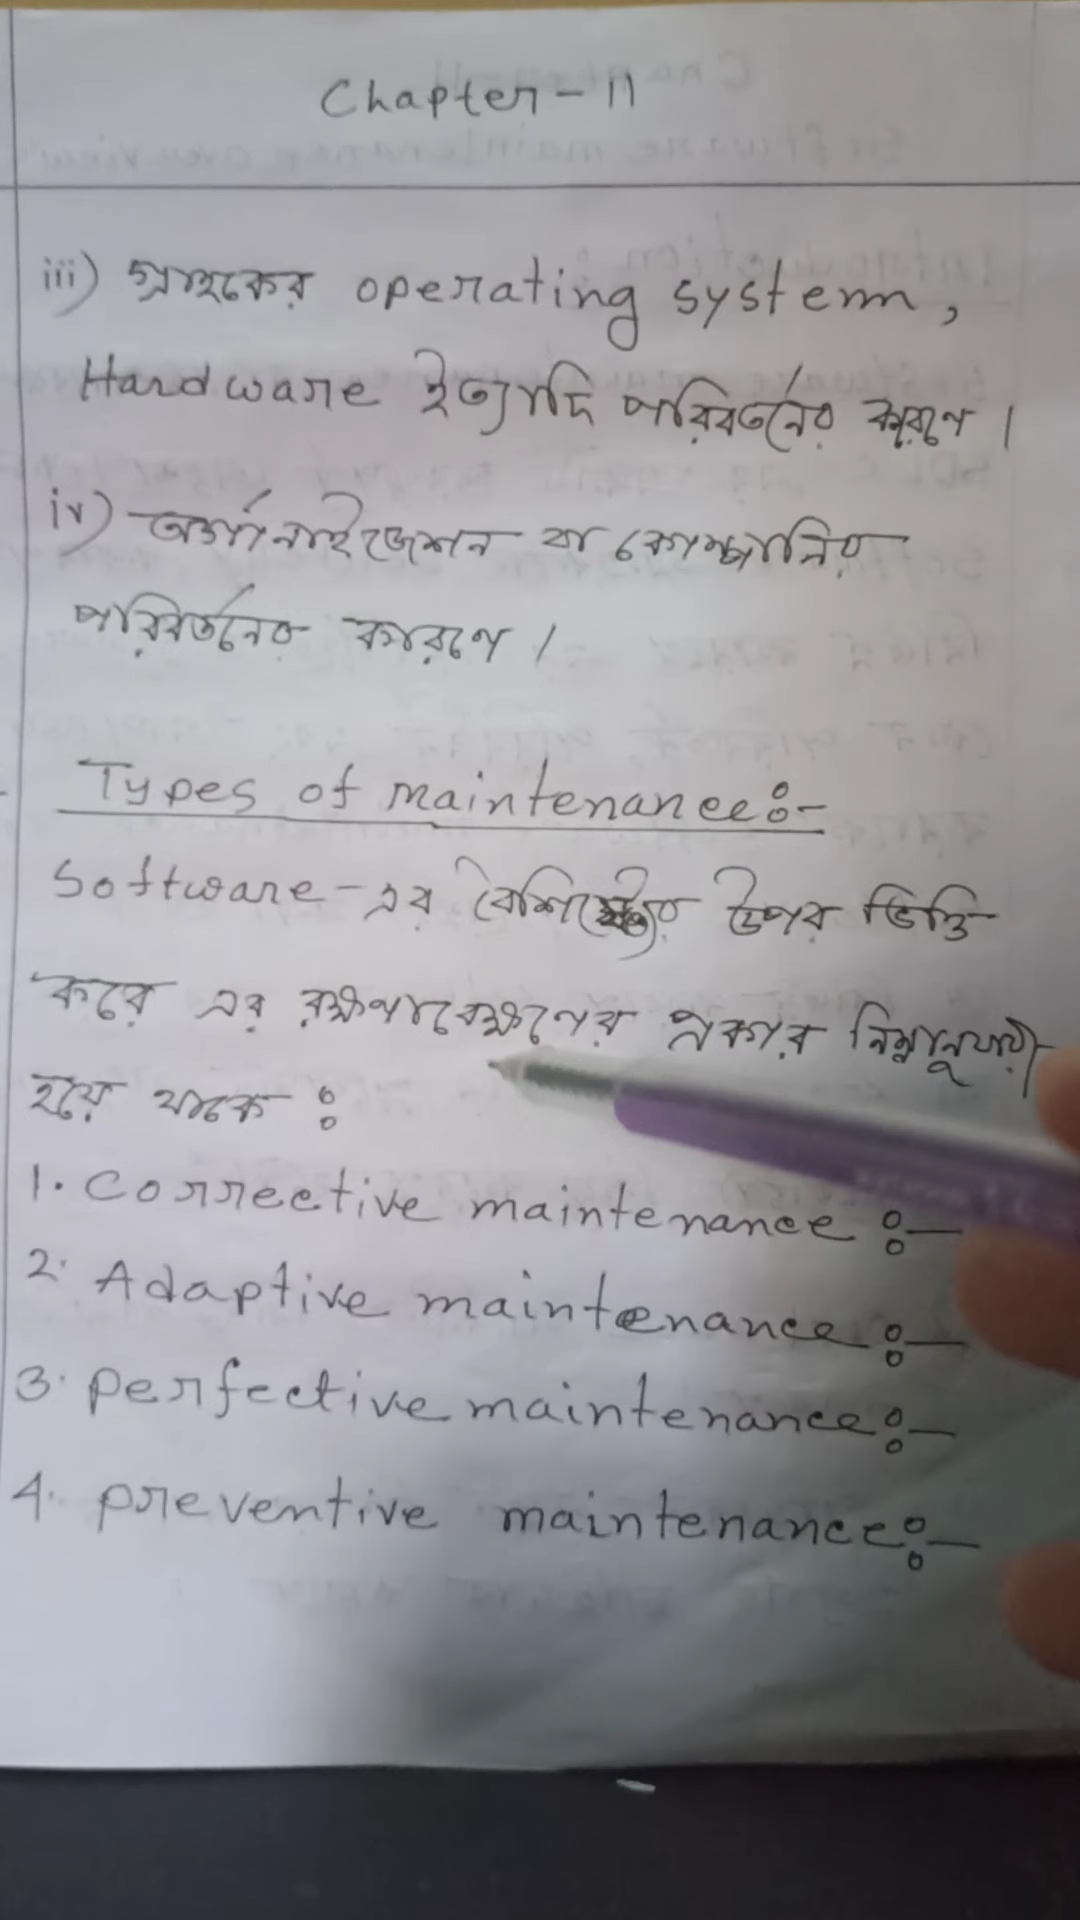 Chapter - 11
iii) গ্রাহকের operating system,
Hardware ইত্যাদি পরিবর্তনের কারণে।
iv) অর্গানাইজেশন বা কোম্পানির
পরিবর্তনের কারণে।
Types of maintenance:-
Software-এর বৈশিষ্ট্যের উপর ভিত্তি
করে এর রক্ষণাবেক্ষণের প্রকার নিম্নানুযায়ী
হয়ে থাকে :
1. Corrective maintenance :-
2. Adaptive maintenance :-
3. perfective maintenance:-
4. preventive maintenance:-